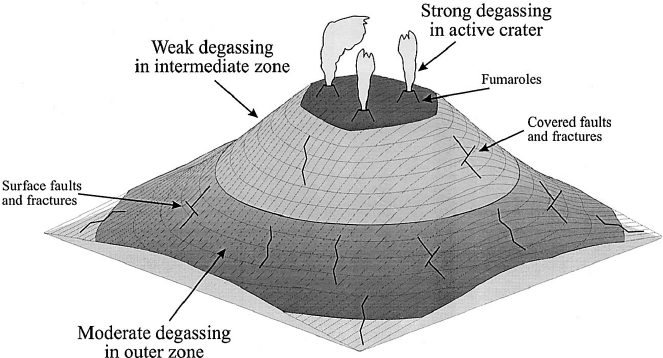 Strong degassing
in active crater
Weak degassing
in intermediate zone
Fumaroles
Covered faults
and fractures
Surface faults
and fractures
Moderate degassing
in outer zone